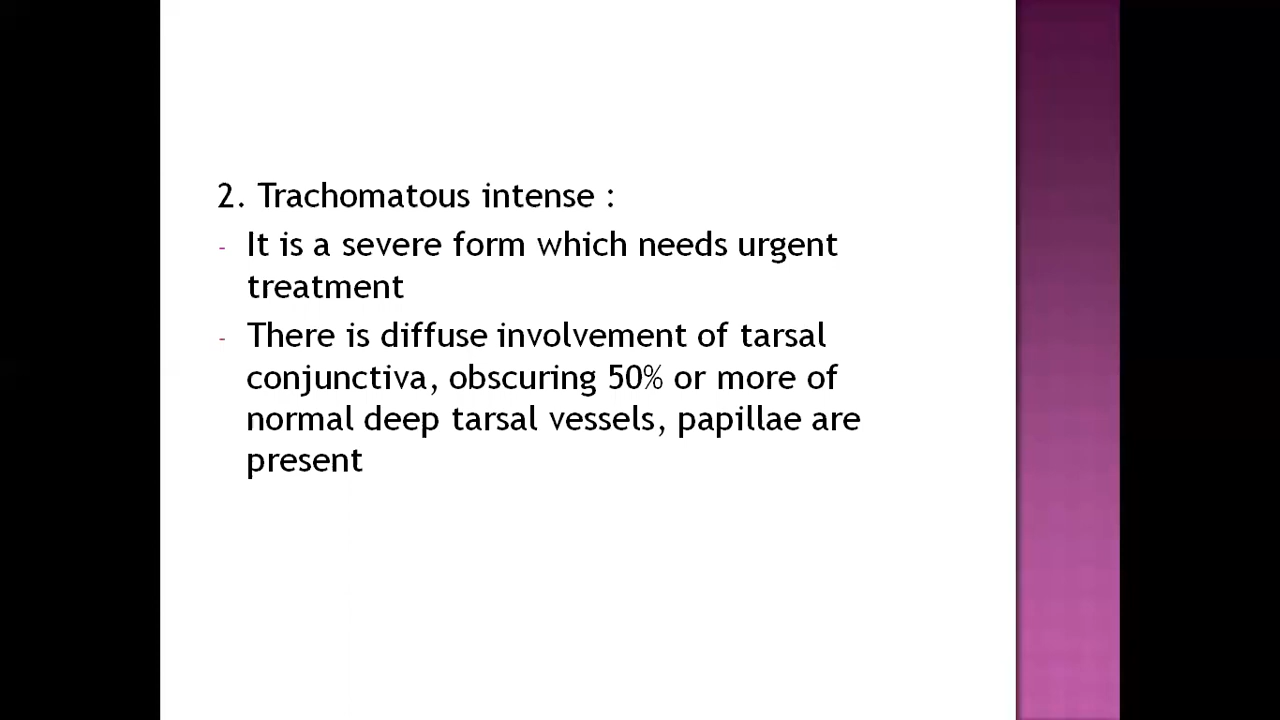 2. Trachomatous intense :
- It is a severe form which needs urgent
treatment
- There is diffuse involvement of tarsal
conjunctiva, obscuring 50% or more of
normal deep tarsal vessels, papillae are
present